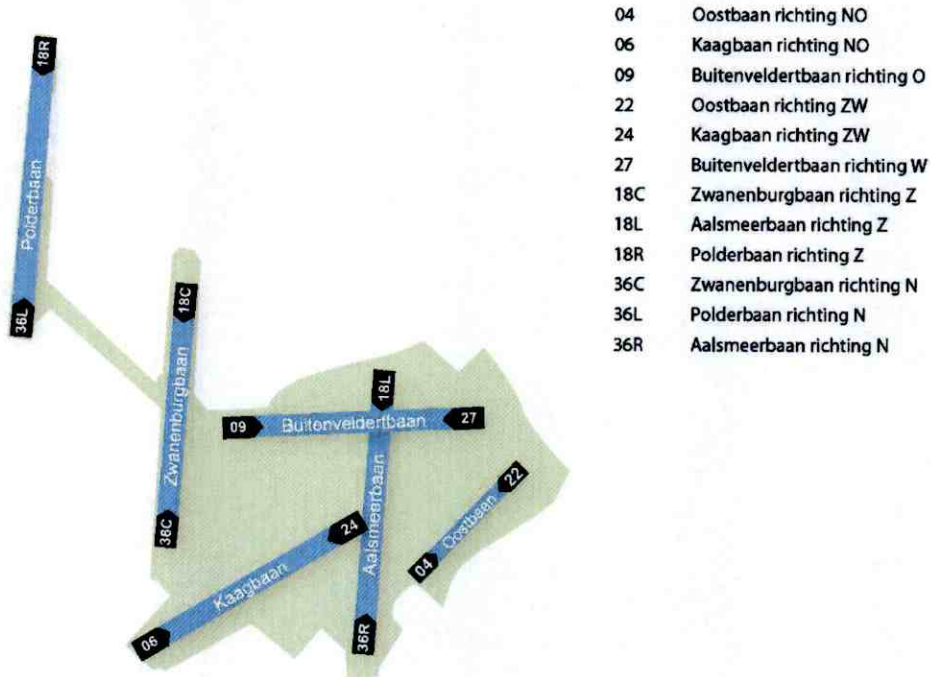 04 Oostbaan richting NO
06 Kaagbaan richting NO
09 Buitenveldertbaan richting O
22 Oostbaan richting ZW
24 Kaagbaan richting ZW
27 Buitenveldertbaan richting W
18C Zwanenburgbaan richting Z
18L Aalsmeerbaan richting Z
18R Polderbaan richting Z
36C Zwanenburgbaan richting N
36L Polderbaan richting N
36R Aalsmeerbaan richting N
18R
Polderbaan
36L
18C
Zwanenburgbaan
36C
18L
09
Buitenveldertbaan
27
Aalsmeerbaan
36R
22
Oostbaan
04
24
Kaagbaan
06